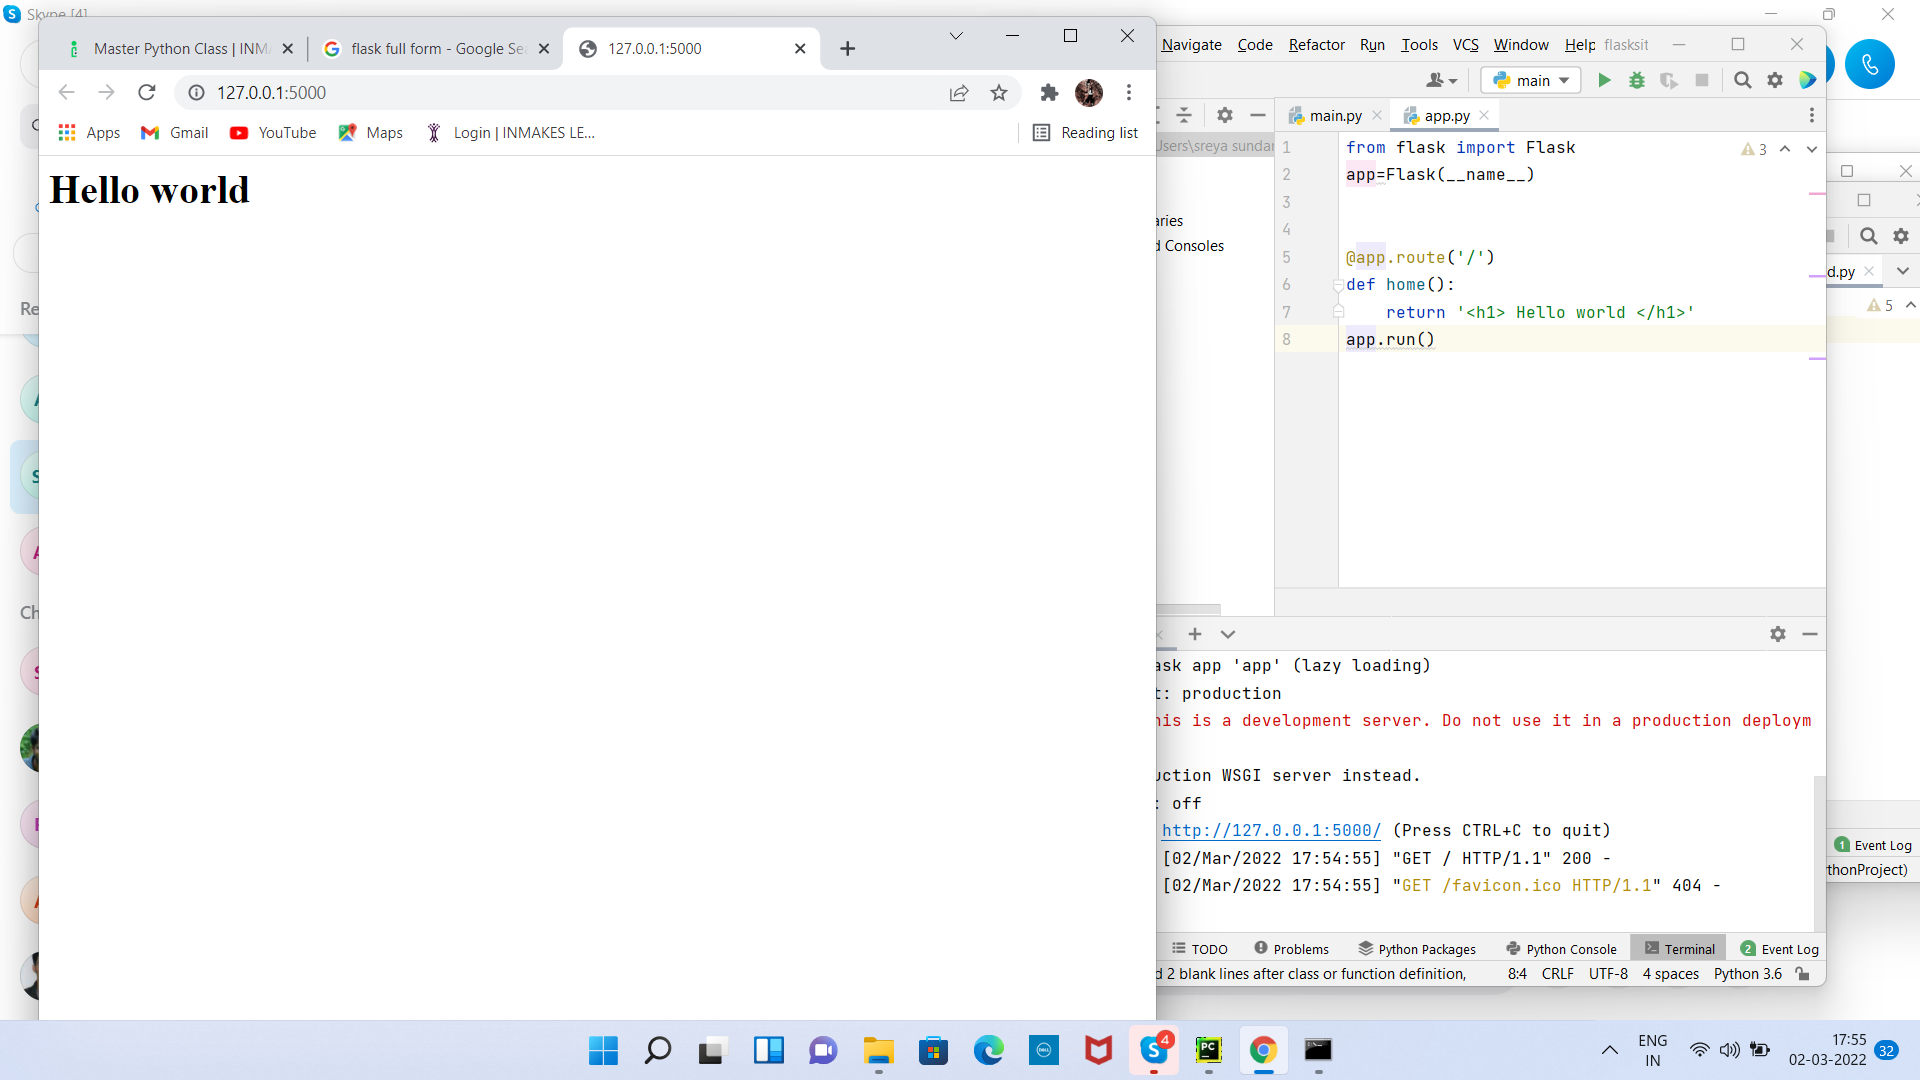 Skype [4]
Master Python Class | INM
flask full form - Google Se
127.0.0.1:5000
127.0.0.1:5000
Apps
Gmail
YouTube
Maps
Login | INMAKES LE...
Reading list
Hello world
Re
Ch
Navigate Code Refactor Run Tools VCS Window Help flasksit
main
Users\sreya sundar
main.py
app.py
3
aries
d Consoles
1 from flask import Flask
2 app=Flask(__name__)
3
4
5 @app.route('/')
6 def home():
7 return '<h1> Hello world </h1>'
8 app.run()
d.py
5
ask app 'app' (lazy loading)
t: production
his is a development server. Do not use it in a production deploym
uction WSGI server instead.
: off
http://127.0.0.1:5000/ (Press CTRL+C to quit)
[02/Mar/2022 17:54:55] "GET / HTTP/1.1" 200 -
[02/Mar/2022 17:54:55] "GET /favicon.ico HTTP/1.1" 404 -
1 Event Log
thonProject)
TODO Problems Python Packages Python Console Terminal 2 Event Log
d 2 blank lines after class or function definition, 8:4 CRLF UTF-8 4 spaces Python 3.6
DELL
PC
4
ENG
IN
17:55
02-03-2022
32